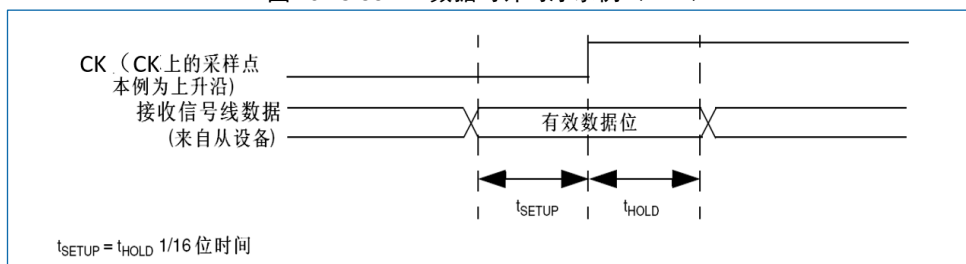 CK（CK上的采样点
本例为上升沿)
接收信号线数据
(来自从设备)
有效数据位
tSETUP
tHOLD
tSETUP = tHOLD 1/16 位时间